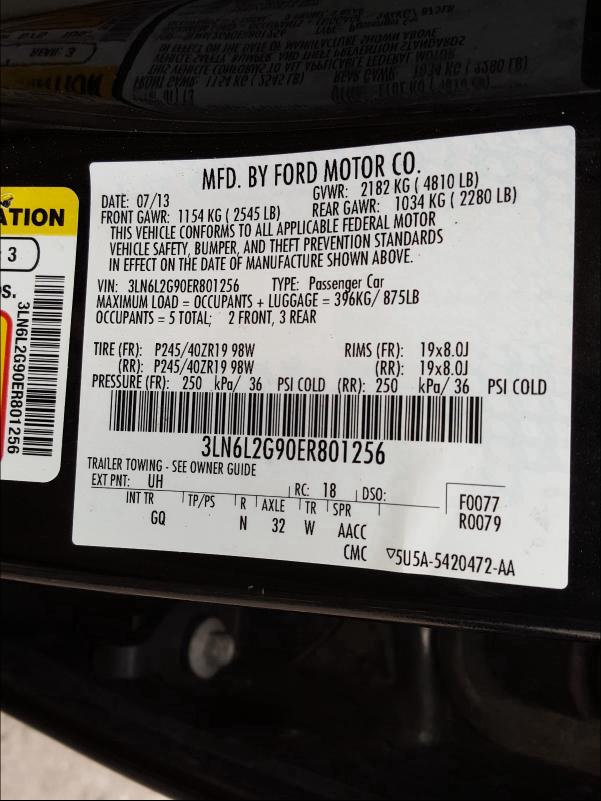 MFD. BY FORD MOTOR CO.
DATE: 07/13 GVWR: 2182 KG ( 4810 LB)
FRONT GAWR: 1154 KG ( 2545 LB) REAR GAWR: 1034 KG ( 2280 LB)
THIS VEHICLE CONFORMS TO ALL APPLICABLE FEDERAL MOTOR
VEHICLE SAFETY, BUMPER, AND THEFT PREVENTION STANDARDS
IN EFFECT ON THE DATE OF MANUFACTURE SHOWN ABOVE.
VIN: 3LN6L2G90ER801256 TYPE: Passenger Car
MAXIMUM LOAD = OCCUPANTS + LUGGAGE = 396KG/ 875LB
OCCUPANTS = 5 TOTAL; 2 FRONT, 3 REAR
TIRE (FR): P245/40ZR19 98W RIMS (FR): 19x8.0J
(RR): P245/40ZR19 98W (RR): 19x8.0J
PRESSURE (FR): 250 kPa/ 36 PSI COLD (RR): 250 kPa/ 36 PSI COLD
3LN6L2G90ER801256
TRAILER TOWING - SEE OWNER GUIDE
EXT PNT: UH RC: 18 DSO: F0077
INT TR TP/PS R AXLE TR SPR R0079
GQ N 32 W AACC
CMC ▽5U5A-5420472-AA
ATION
3
3LN6L2G90ER801256